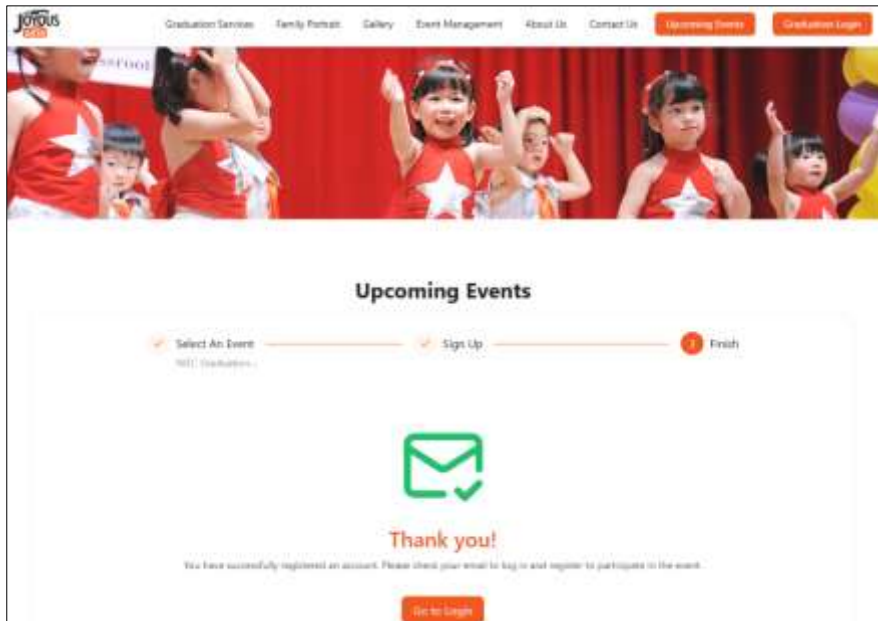 JOYOUS
Graduation Services
Family Portrait
Gallery
Event Management
About Us
Contact Us
Upcoming Events
Graduation Login
Upcoming Events
Select An Event
Sign Up
3
Finish
Graduation...
Thank you!
You have successfully registered an account. Please check your email to log in and register to participate in the event.
Go to Login